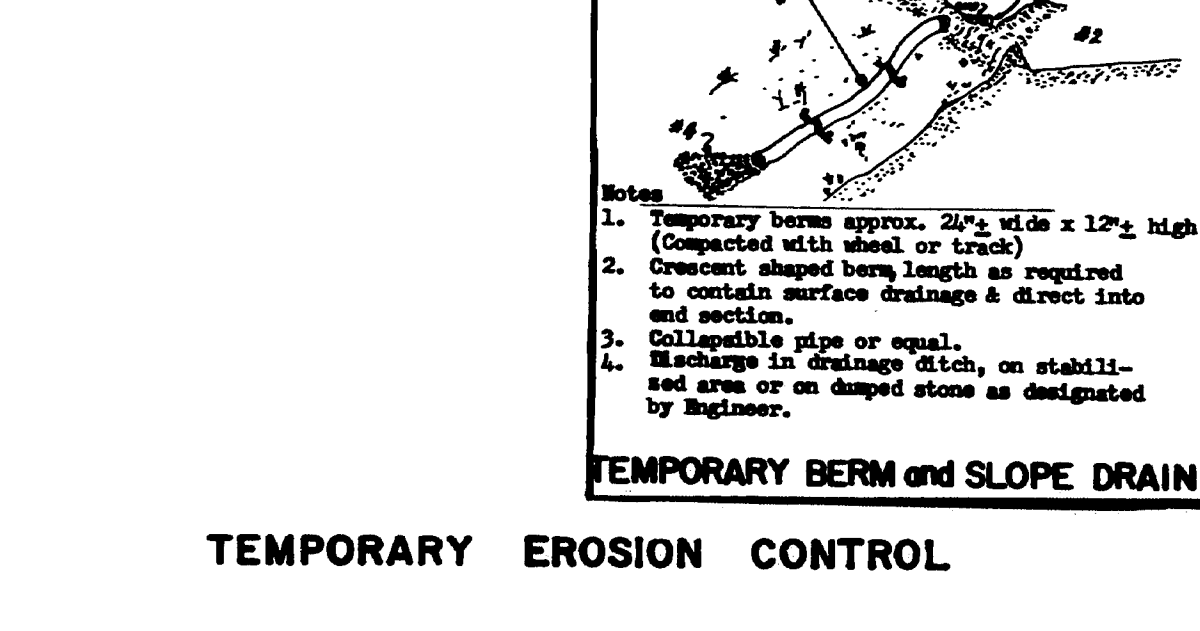 #2
#4
Notes
1. Temporary berms approx. 24"± wide x 12"± high
(Compacted with wheel or track)
2. Crescent shaped berm, length as required
to contain surface drainage & direct into
end section.
3. Collapsible pipe or equal.
4. Discharge in drainage ditch, on stabili-
sed area or on dumped stone as designated
by Engineer.
TEMPORARY BERM and SLOPE DRAIN
TEMPORARY EROSION CONTROL